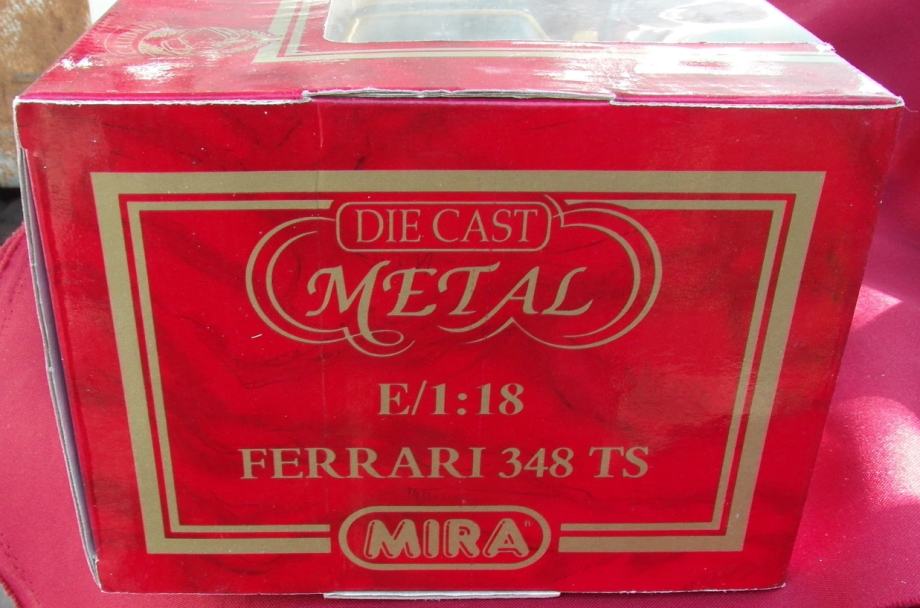 DIE CAST
METAL
E/1:18
FERRARI 348 TS
MIRA